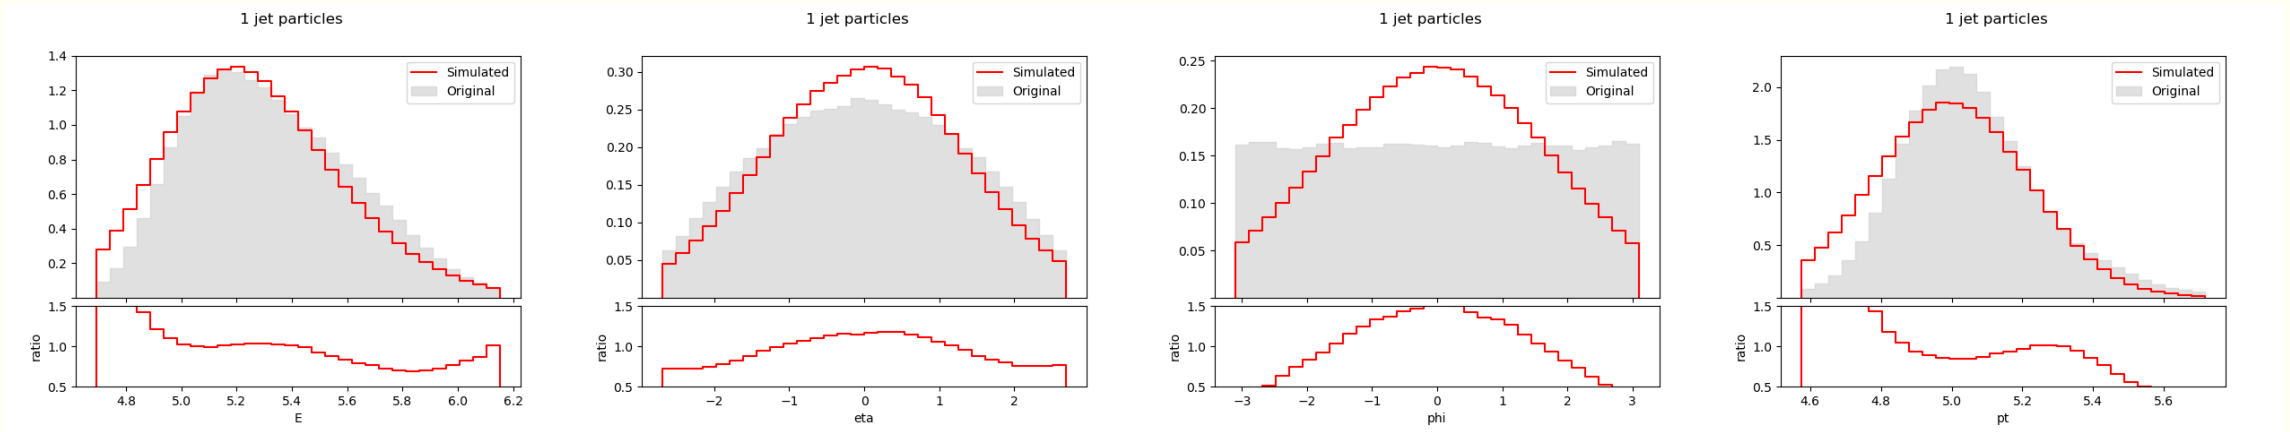 1 jet particles
1.4
1.2
1.0
0.8
0.6
0.4
0.2
Simulated
Original
1.5
1.0
0.5
ratio
4.8 5.0 5.2 5.4 5.6 5.8 6.0 6.2
E
1 jet particles
0.30
0.25
0.20
0.15
0.10
0.05
Simulated
Original
1.5
1.0
0.5
ratio
−2 −1 0 1 2
eta
1 jet particles
0.25
0.20
0.15
0.10
0.05
Simulated
Original
1.5
1.0
0.5
ratio
−3 −2 −1 0 1 2 3
phi
1 jet particles
2.0
1.5
1.0
0.5
Simulated
Original
1.5
1.0
0.5
ratio
4.6 4.8 5.0 5.2 5.4 5.6
pt